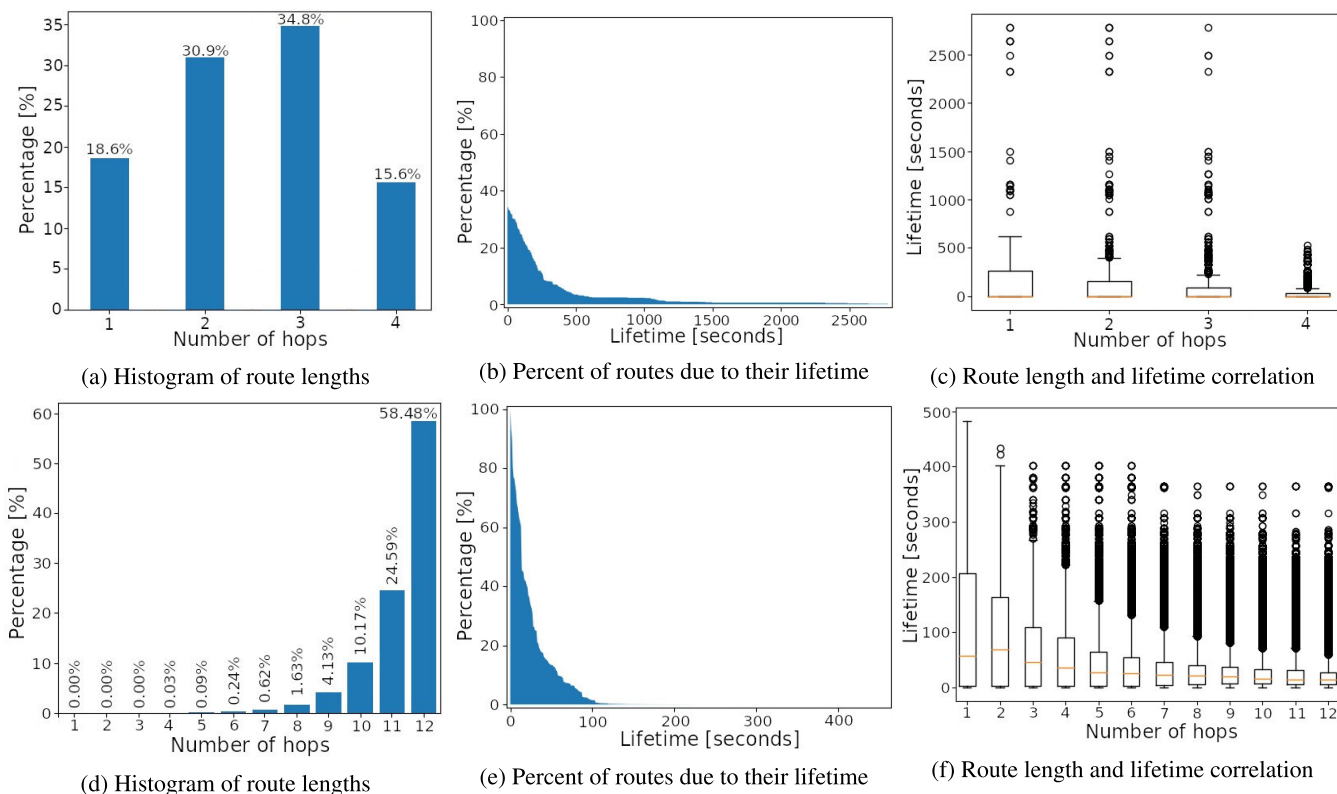 35
30
25
20
15
10
5
0
Percentage [%]
18.6%
30.9%
34.8%
15.6%
1 2 3 4
Number of hops
(a) Histogram of route lengths
100
80
60
40
20
0
Percentage [%]
0 500 1000 1500 2000 2500
Lifetime [seconds]
(b) Percent of routes due to their lifetime
2500
2000
1500
1000
500
0
Lifetime [seconds]
1 2 3 4
Number of hops
(c) Route length and lifetime correlation
60
50
40
30
20
10
0
Percentage [%]
0.00%
0.00%
0.00%
0.03%
0.09%
0.24%
0.62%
1.63%
4.13%
10.17%
24.59%
58.48%
1 2 3 4 5 6 7 8 9 10 11 12
Number of hops
(d) Histogram of route lengths
100
80
60
40
20
0
Percentage [%]
0 100 200 300 400
Lifetime [seconds]
(e) Percent of routes due to their lifetime
500
400
300
200
100
0
Lifetime [seconds]
1 2 3 4 5 6 7 8 9 10 11 12
Number of hops
(f) Route length and lifetime correlation